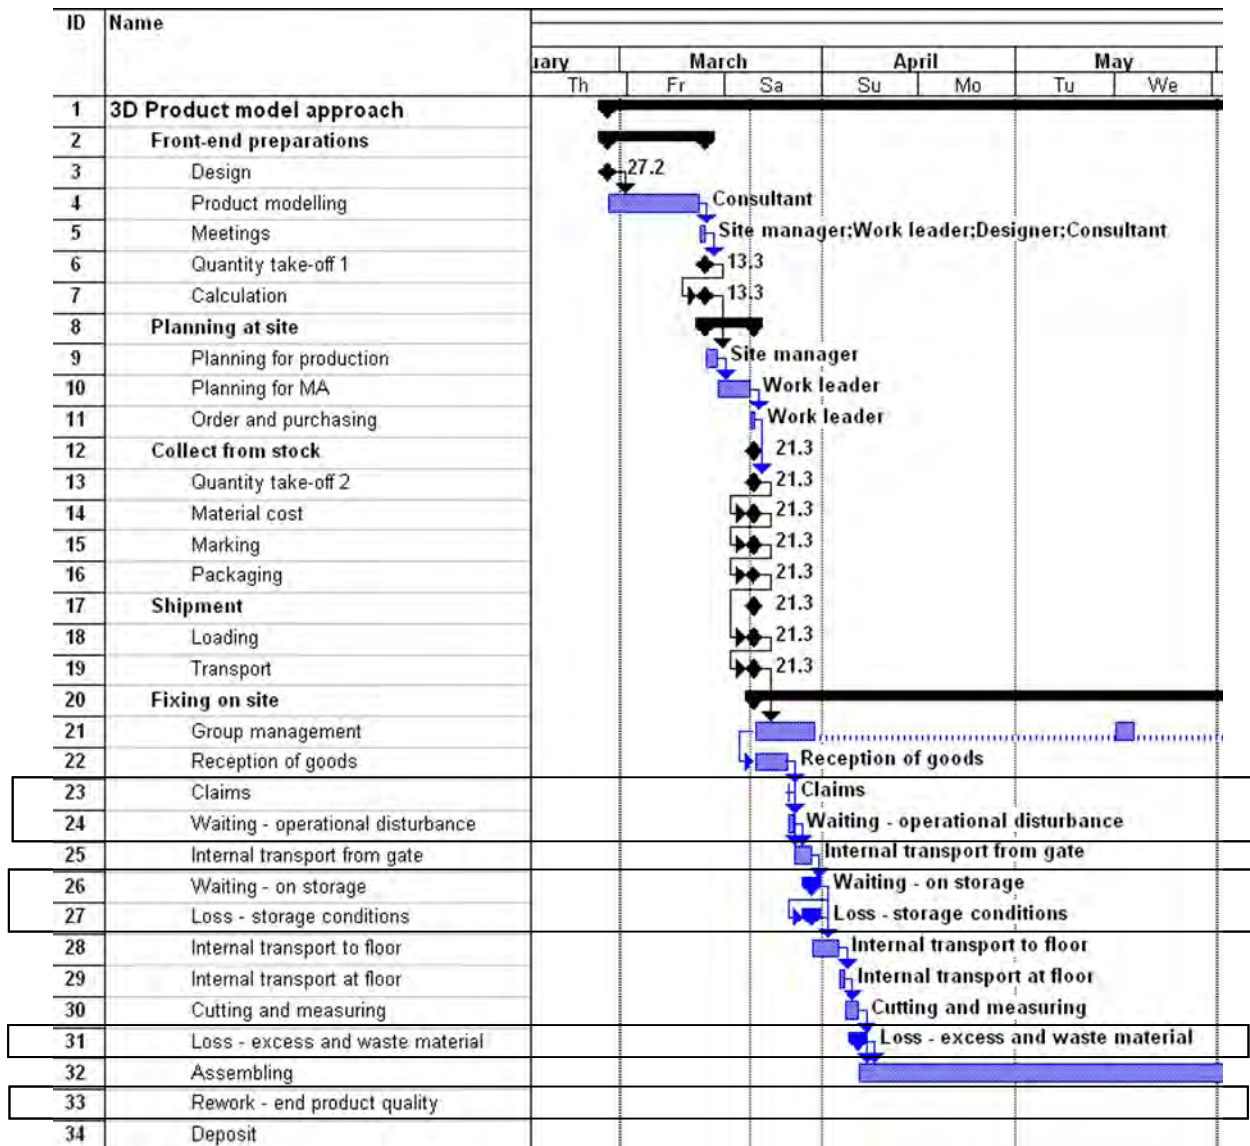 ID Name
uary March April May
Th Fr Sa Su Mo Tu We
1 3D Product model approach
2 Front-end preparations
3 Design 27.2
4 Product modelling Consultant
5 Meetings Site manager;Work leader;Designer;Consultant
6 Quantity take-off 1 13.3
7 Calculation 13.3
8 Planning at site
9 Planning for production Site manager
10 Planning for MA Work leader
11 Order and purchasing Work leader
12 Collect from stock 21.3
13 Quantity take-off 2 21.3
14 Material cost 21.3
15 Marking 21.3
16 Packaging 21.3
17 Shipment 21.3
18 Loading 21.3
19 Transport 21.3
20 Fixing on site
21 Group management
22 Reception of goods Reception of goods
23 Claims Claims
24 Waiting - operational disturbance Waiting - operational disturbance
25 Internal transport from gate Internal transport from gate
26 Waiting - on storage Waiting - on storage
27 Loss - storage conditions Loss - storage conditions
28 Internal transport to floor Internal transport to floor
29 Internal transport at floor Internal transport at floor
30 Cutting and measuring Cutting and measuring
31 Loss - excess and waste material Loss - excess and waste material
32 Assembling
33 Rework - end product quality
34 Deposit